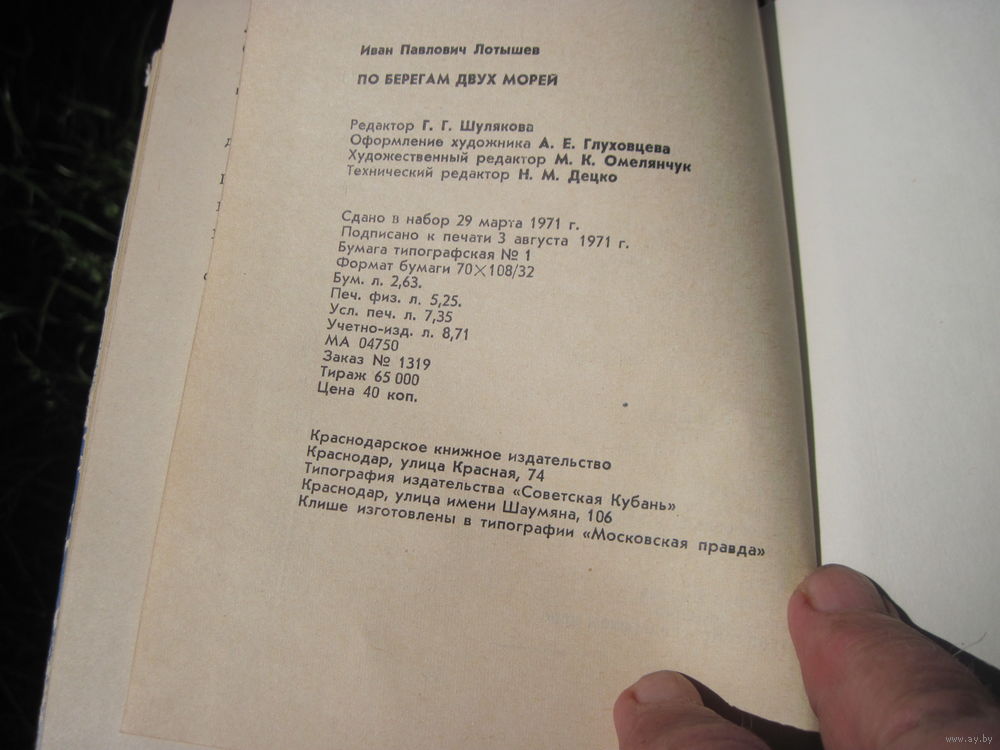 Иван Павлович Лотышев
ПО БЕРЕГАМ ДВУХ МОРЕЙ
Редактор Г. Г. Шулякова
Оформление художника А. Е. Глуховцева
Художественный редактор М. К. Омелянчук
Технический редактор Н. М. Децко
Сдано в набор 29 марта 1971 г.
Подписано к печати 3 августа 1971 г.
Бумага типографская № 1
Формат бумаги 70×108/32
Бум. л. 2,63.
Печ. физ. л. 5,25.
Усл. печ. л. 7,35
Учетно-изд. л. 8,71
МА 04750
Заказ № 1319
Тираж 65 000
Цена 40 коп.
Краснодарское книжное издательство
Краснодар, улица Красная, 74
Типография издательства «Советская Кубань»
Краснодар, улица имени Шаумяна, 106
Клише изготовлены в типографии «Московская правда»
www.ay.by